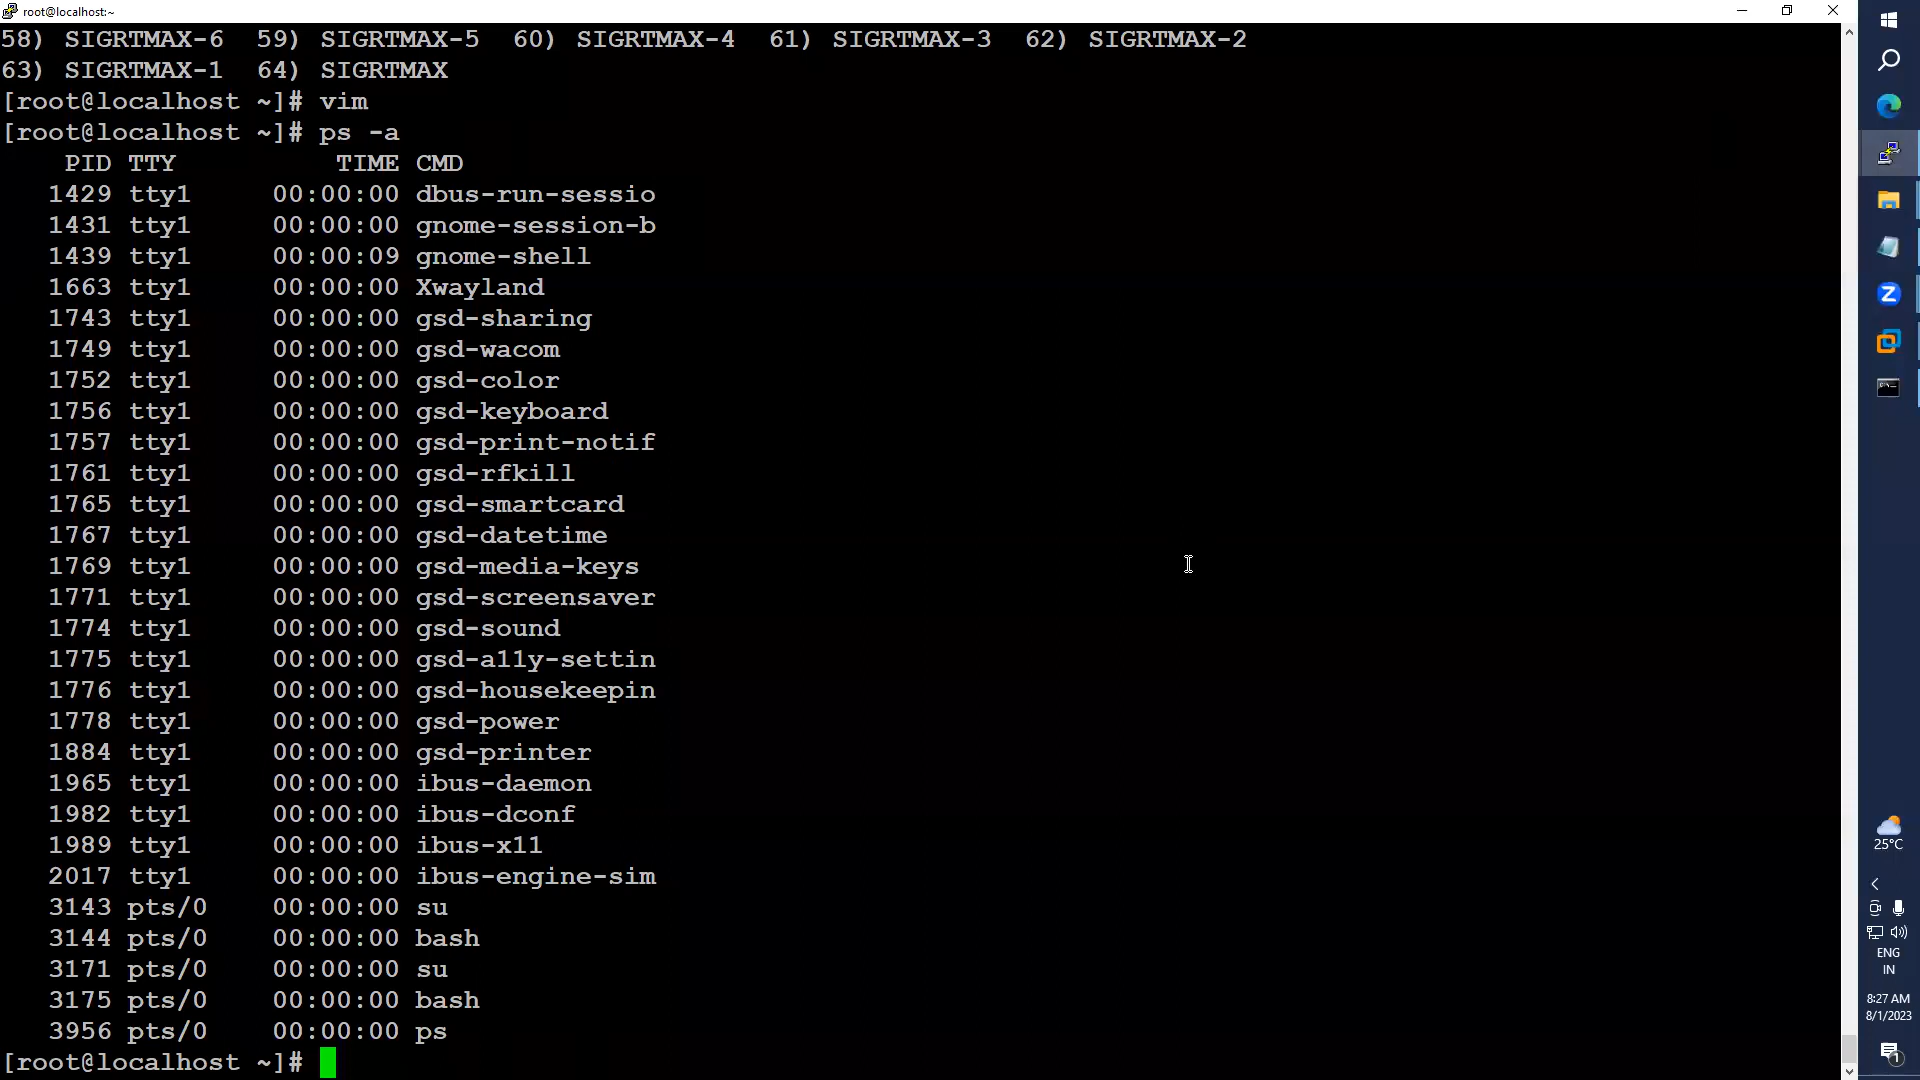 root@localhost:~
58) SIGRTMAX-6  59) SIGRTMAX-5  60) SIGRTMAX-4  61) SIGRTMAX-3  62) SIGRTMAX-2
63) SIGRTMAX-1  64) SIGRTMAX
[root@localhost ~]# vim
[root@localhost ~]# ps -a
    PID TTY          TIME CMD
   1429 tty1     00:00:00 dbus-run-sessio
   1431 tty1     00:00:00 gnome-session-b
   1439 tty1     00:00:09 gnome-shell
   1663 tty1     00:00:00 Xwayland
   1743 tty1     00:00:00 gsd-sharing
   1749 tty1     00:00:00 gsd-wacom
   1752 tty1     00:00:00 gsd-color
   1756 tty1     00:00:00 gsd-keyboard
   1757 tty1     00:00:00 gsd-print-notif
   1761 tty1     00:00:00 gsd-rfkill
   1765 tty1     00:00:00 gsd-smartcard
   1767 tty1     00:00:00 gsd-datetime
   1769 tty1     00:00:00 gsd-media-keys
   1771 tty1     00:00:00 gsd-screensaver
   1774 tty1     00:00:00 gsd-sound
   1775 tty1     00:00:00 gsd-a11y-settin
   1776 tty1     00:00:00 gsd-housekeepin
   1778 tty1     00:00:00 gsd-power
   1884 tty1     00:00:00 gsd-printer
   1965 tty1     00:00:00 ibus-daemon
   1982 tty1     00:00:00 ibus-dconf
   1989 tty1     00:00:00 ibus-x11
   2017 tty1     00:00:00 ibus-engine-sim
   3143 pts/0    00:00:00 su
   3144 pts/0    00:00:00 bash
   3171 pts/0    00:00:00 su
   3175 pts/0    00:00:00 bash
   3956 pts/0    00:00:00 ps
[root@localhost ~]#
Z
25°C
ENG
IN
8:27 AM
8/1/2023
1